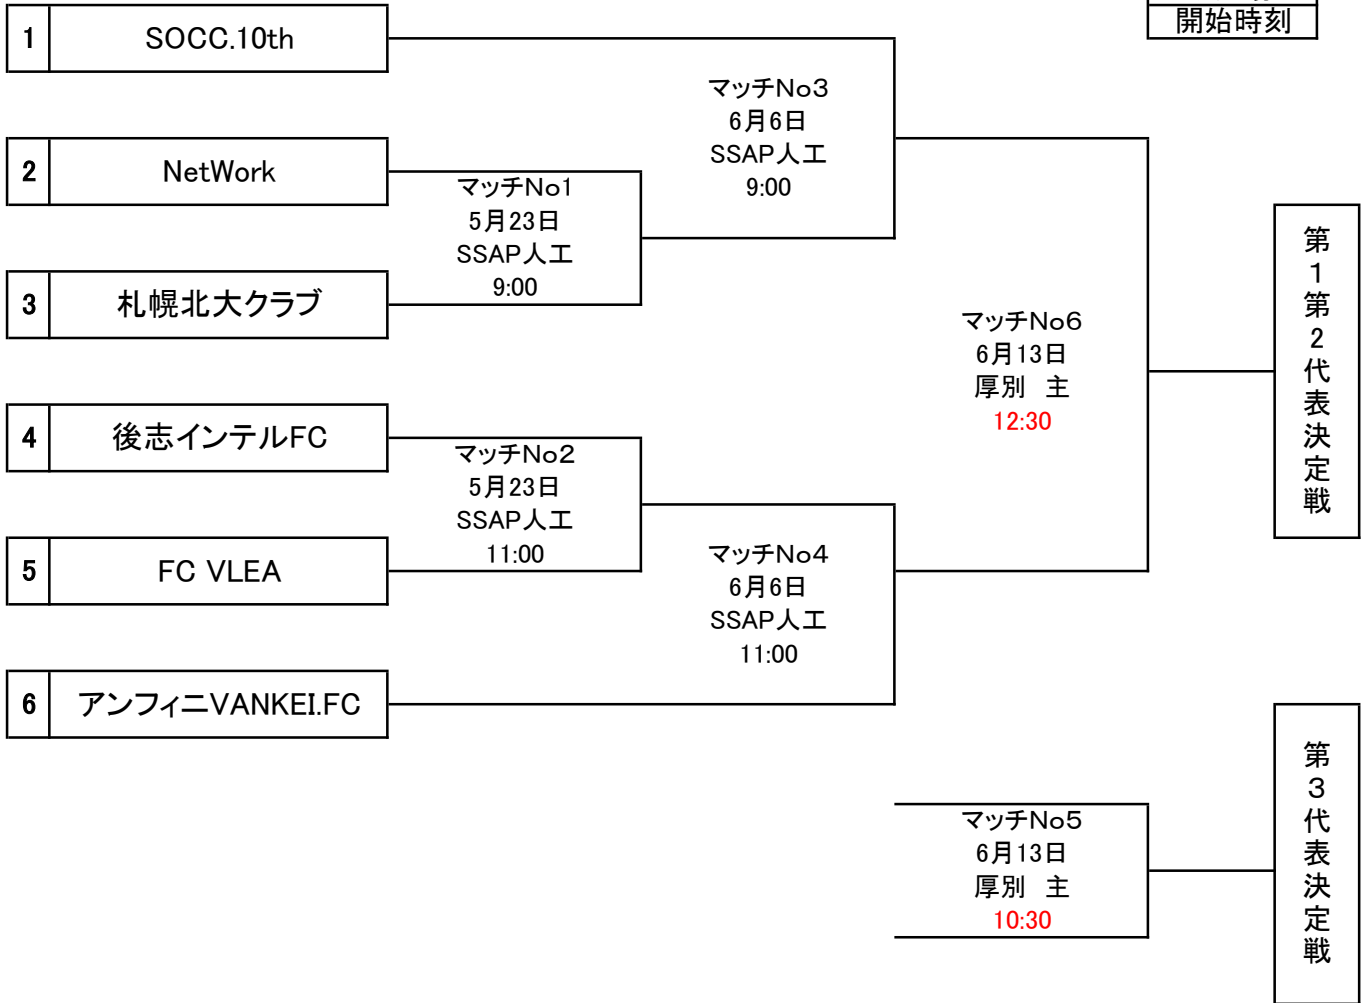 開始時刻
1 SOCC.10th
マッチNo3
6月6日
SSAP人工
9:00
2 NetWork
マッチNo1
5月23日
SSAP人工
9:00
3 札幌北大クラブ
マッチNo6
6月13日
厚別 主
12:30
第1第2代表決定戦
4 後志インテルFC
マッチNo2
5月23日
SSAP人工
11:00
5 FC VLEA
マッチNo4
6月6日
SSAP人工
11:00
6 アンフィニVANKEI.FC
マッチNo5
6月13日
厚別 主
10:30
第3代表決定戦